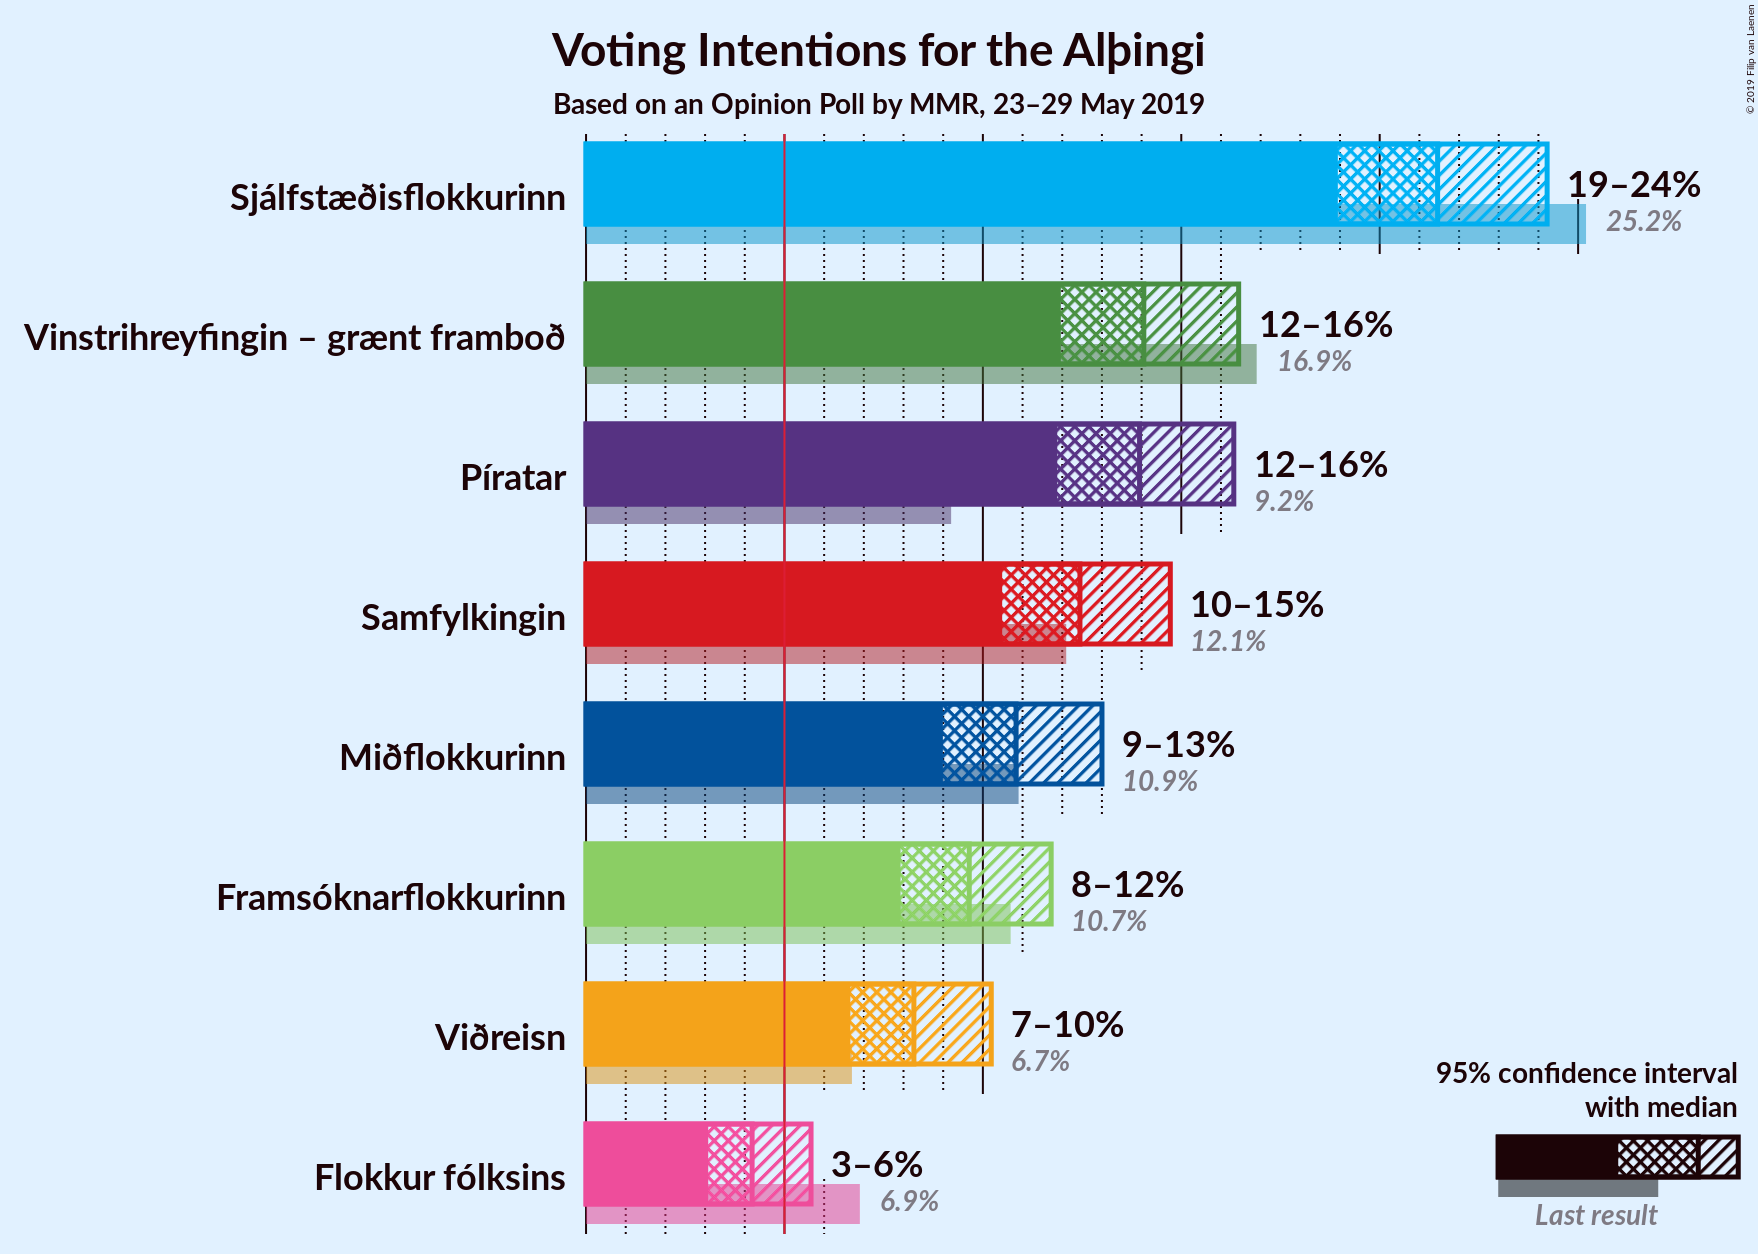 Voting Intentions for the Alþingi
Based on an Opinion Poll by MMR, 23–29 May 2019
© 2019 Filip van Laenen
Sjálfstæðisflokkurinn
19–24%
25.2%
Vinstrihreyfingin – grænt framboð
12–16%
16.9%
Píratar
12–16%
9.2%
Samfylkingin
10–15%
12.1%
Miðflokkurinn
9–13%
10.9%
Framsóknarflokkurinn
8–12%
10.7%
Viðreisn
7–10%
6.7%
Flokkur fólksins
3–6%
6.9%
95% confidence interval
with median
Last result